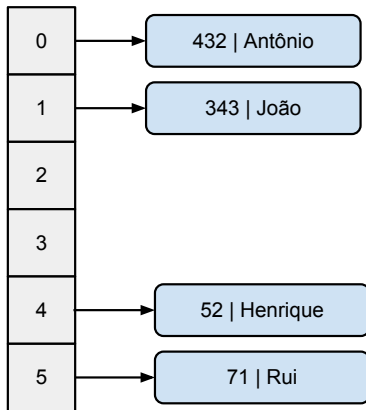 0
432 | Antônio
1
343 | João
2
3
4
52 | Henrique
5
71 | Rui